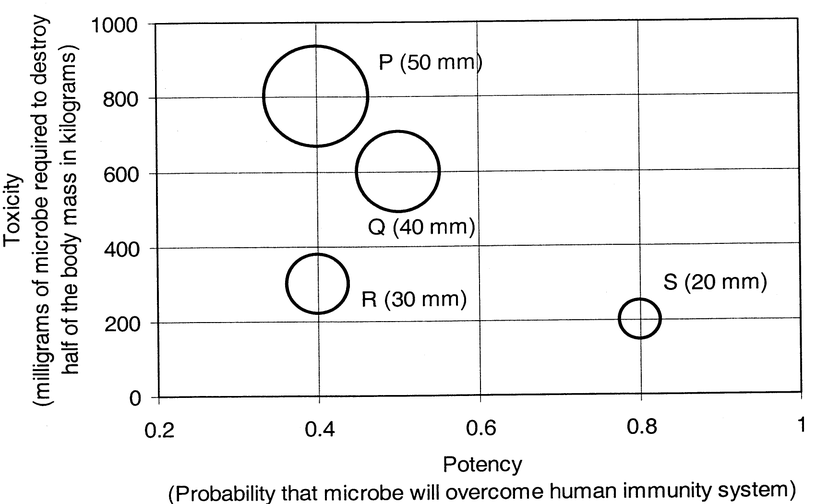 Toxicity
(milligrams of microbe required to destroy
half of the body mass in kilograms)
1000
800
600
400
200
0
P (50 mm)
Q (40 mm)
R (30 mm)
S (20 mm)
0.2 0.4 0.6 0.8 1
Potency
(Probability that microbe will overcome human immunity system)